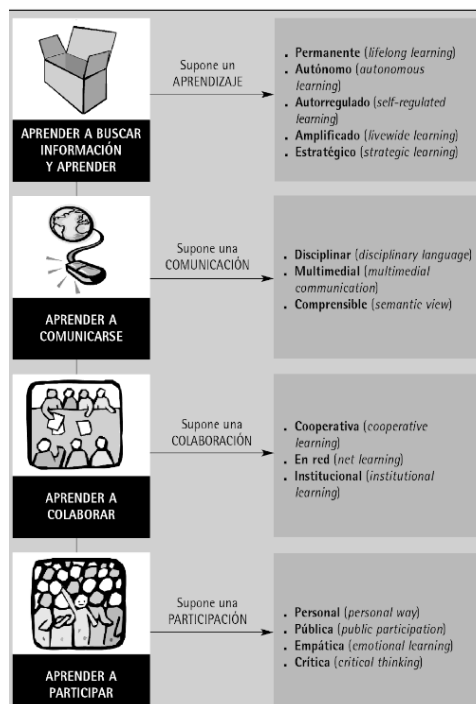 Supone un
APRENDIZAJE
APRENDER A BUSCAR
INFORMACIÓN
Y APRENDER
. Permanente (lifelong learning)
. Autónomo (autonomous
learning)
. Autorregulado (self-regulated
learning)
. Amplificado (livewide learning)
. Estratégico (strategic learning)
Supone una
COMUNICACIÓN
APRENDER A
COMUNICARSE
. Disciplinar (disciplinary language)
. Multimedial (multimedial
communication)
. Comprensible (semantic view)
Supone una
COLABORACIÓN
APRENDER A
COLABORAR
. Cooperativa (cooperative
learning)
. En red (net learning)
. Institucional (institutional
learning)
Supone una
PARTICIPACIÓN
APRENDER A
PARTICIPAR
. Personal (personal way)
. Pública (public participation)
. Empática (emotional learning)
. Crítica (critical thinking)